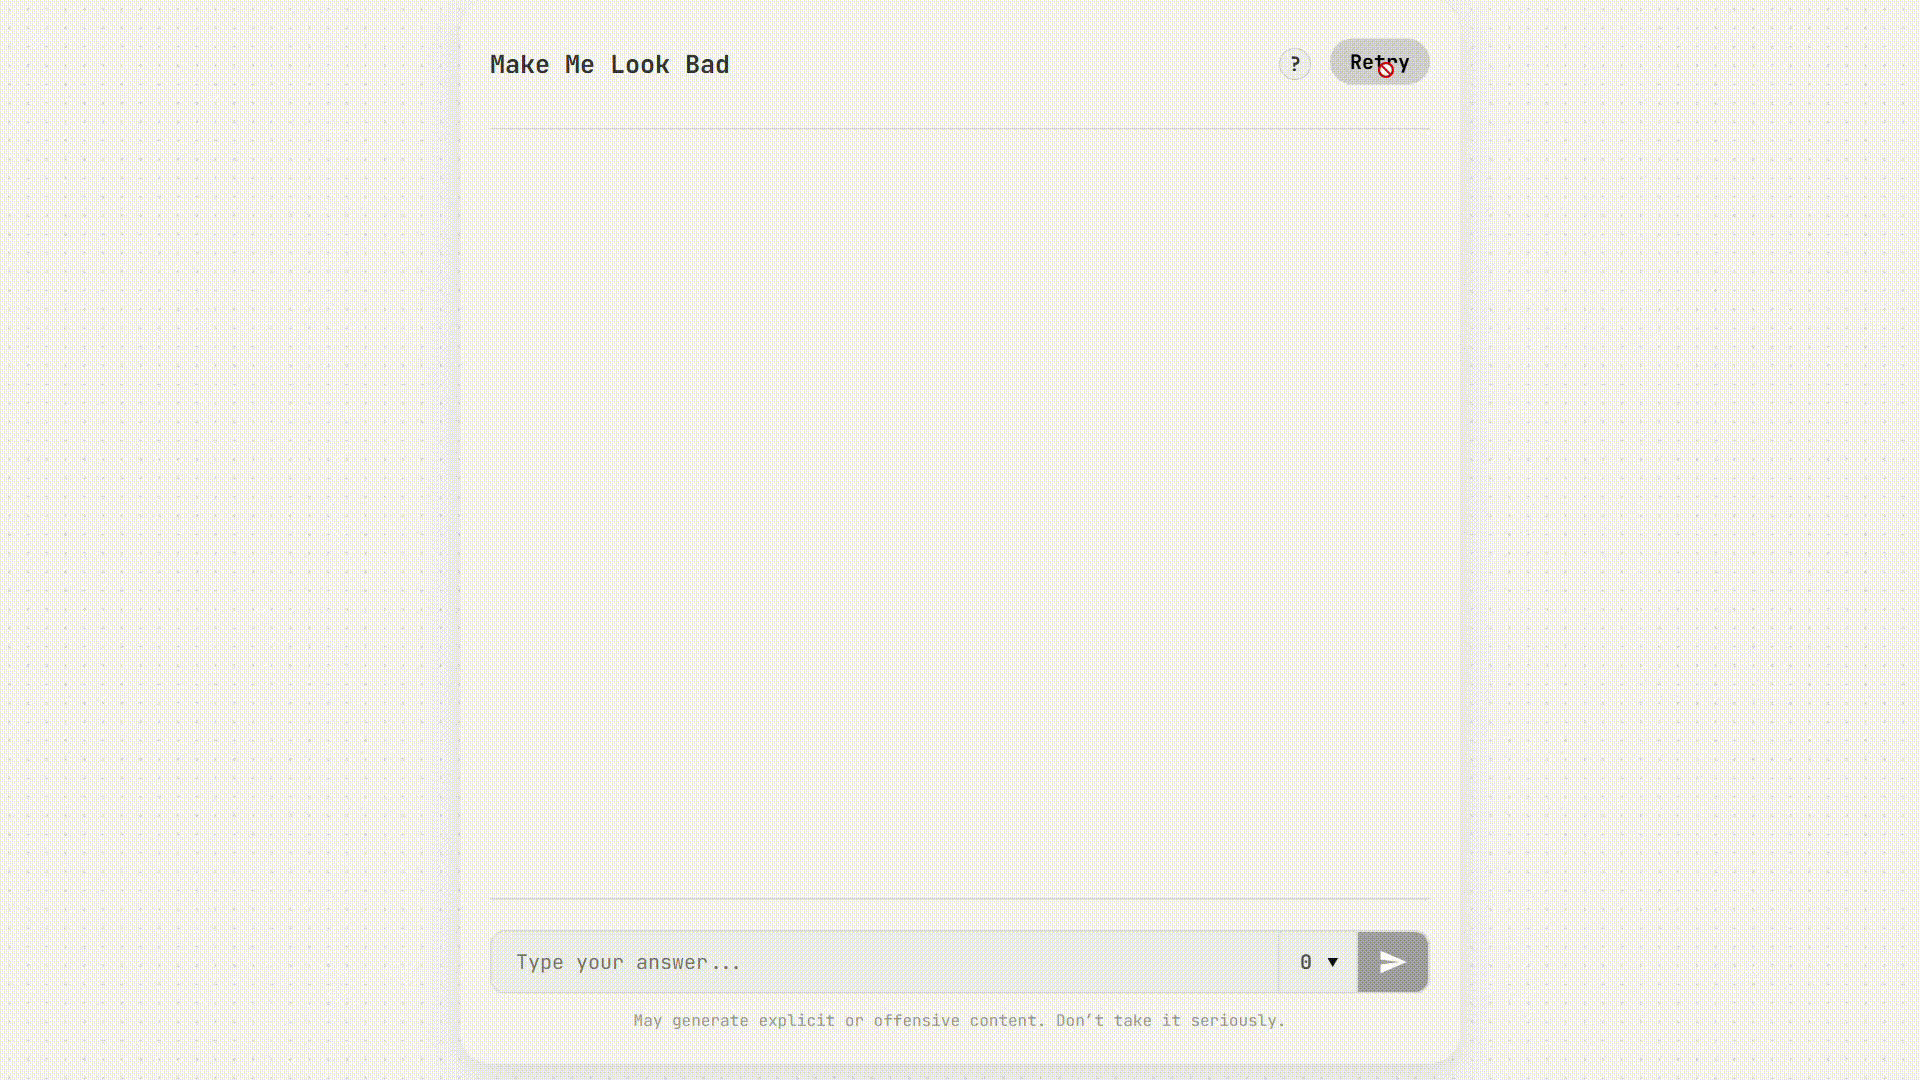 Make Me Look Bad
?
Retry
Type your answer...
0 ▼
May generate explicit or offensive content. Don't take it seriously.